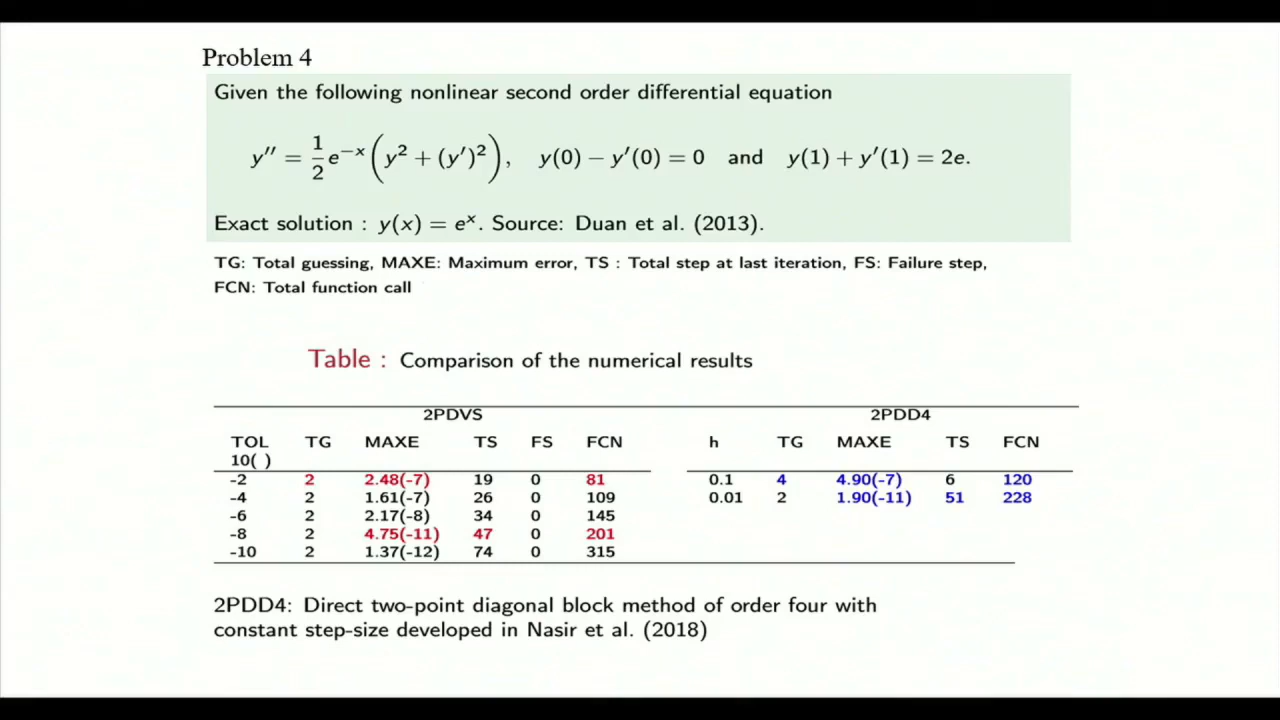 Problem 4
Given the following nonlinear second order differential equation
y″ = 1/2 e^{−x} (y² + (y′)²), y(0) − y′(0) = 0 and y(1) + y′(1) = 2e.
Exact solution : y(x) = e^x. Source: Duan et al. (2013).
TG: Total guessing, MAXE: Maximum error, TS : Total step at last iteration, FS: Failure step,
FCN: Total function call
Table : Comparison of the numerical results
2PDVS 2PDD4
TOL TG MAXE TS FS FCN h TG MAXE TS FCN
10( )
-2 2 2.48(-7) 19 0 81 0.1 4 4.90(-7) 6 120
-4 2 1.61(-7) 26 0 109 0.01 2 1.90(-11) 51 228
-6 2 2.17(-8) 34 0 145
-8 2 4.75(-11) 47 0 201
-10 2 1.37(-12) 74 0 315
2PDD4: Direct two-point diagonal block method of order four with
constant step-size developed in Nasir et al. (2018)